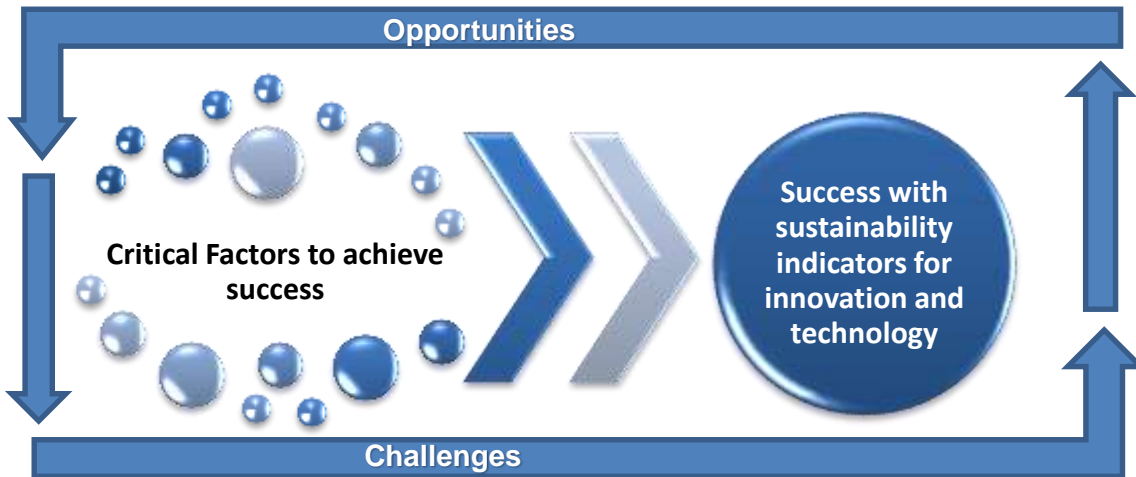 Opportunities
Critical Factors to achieve
success
Success with
sustainability
indicators for
innovation and
technology
Challenges